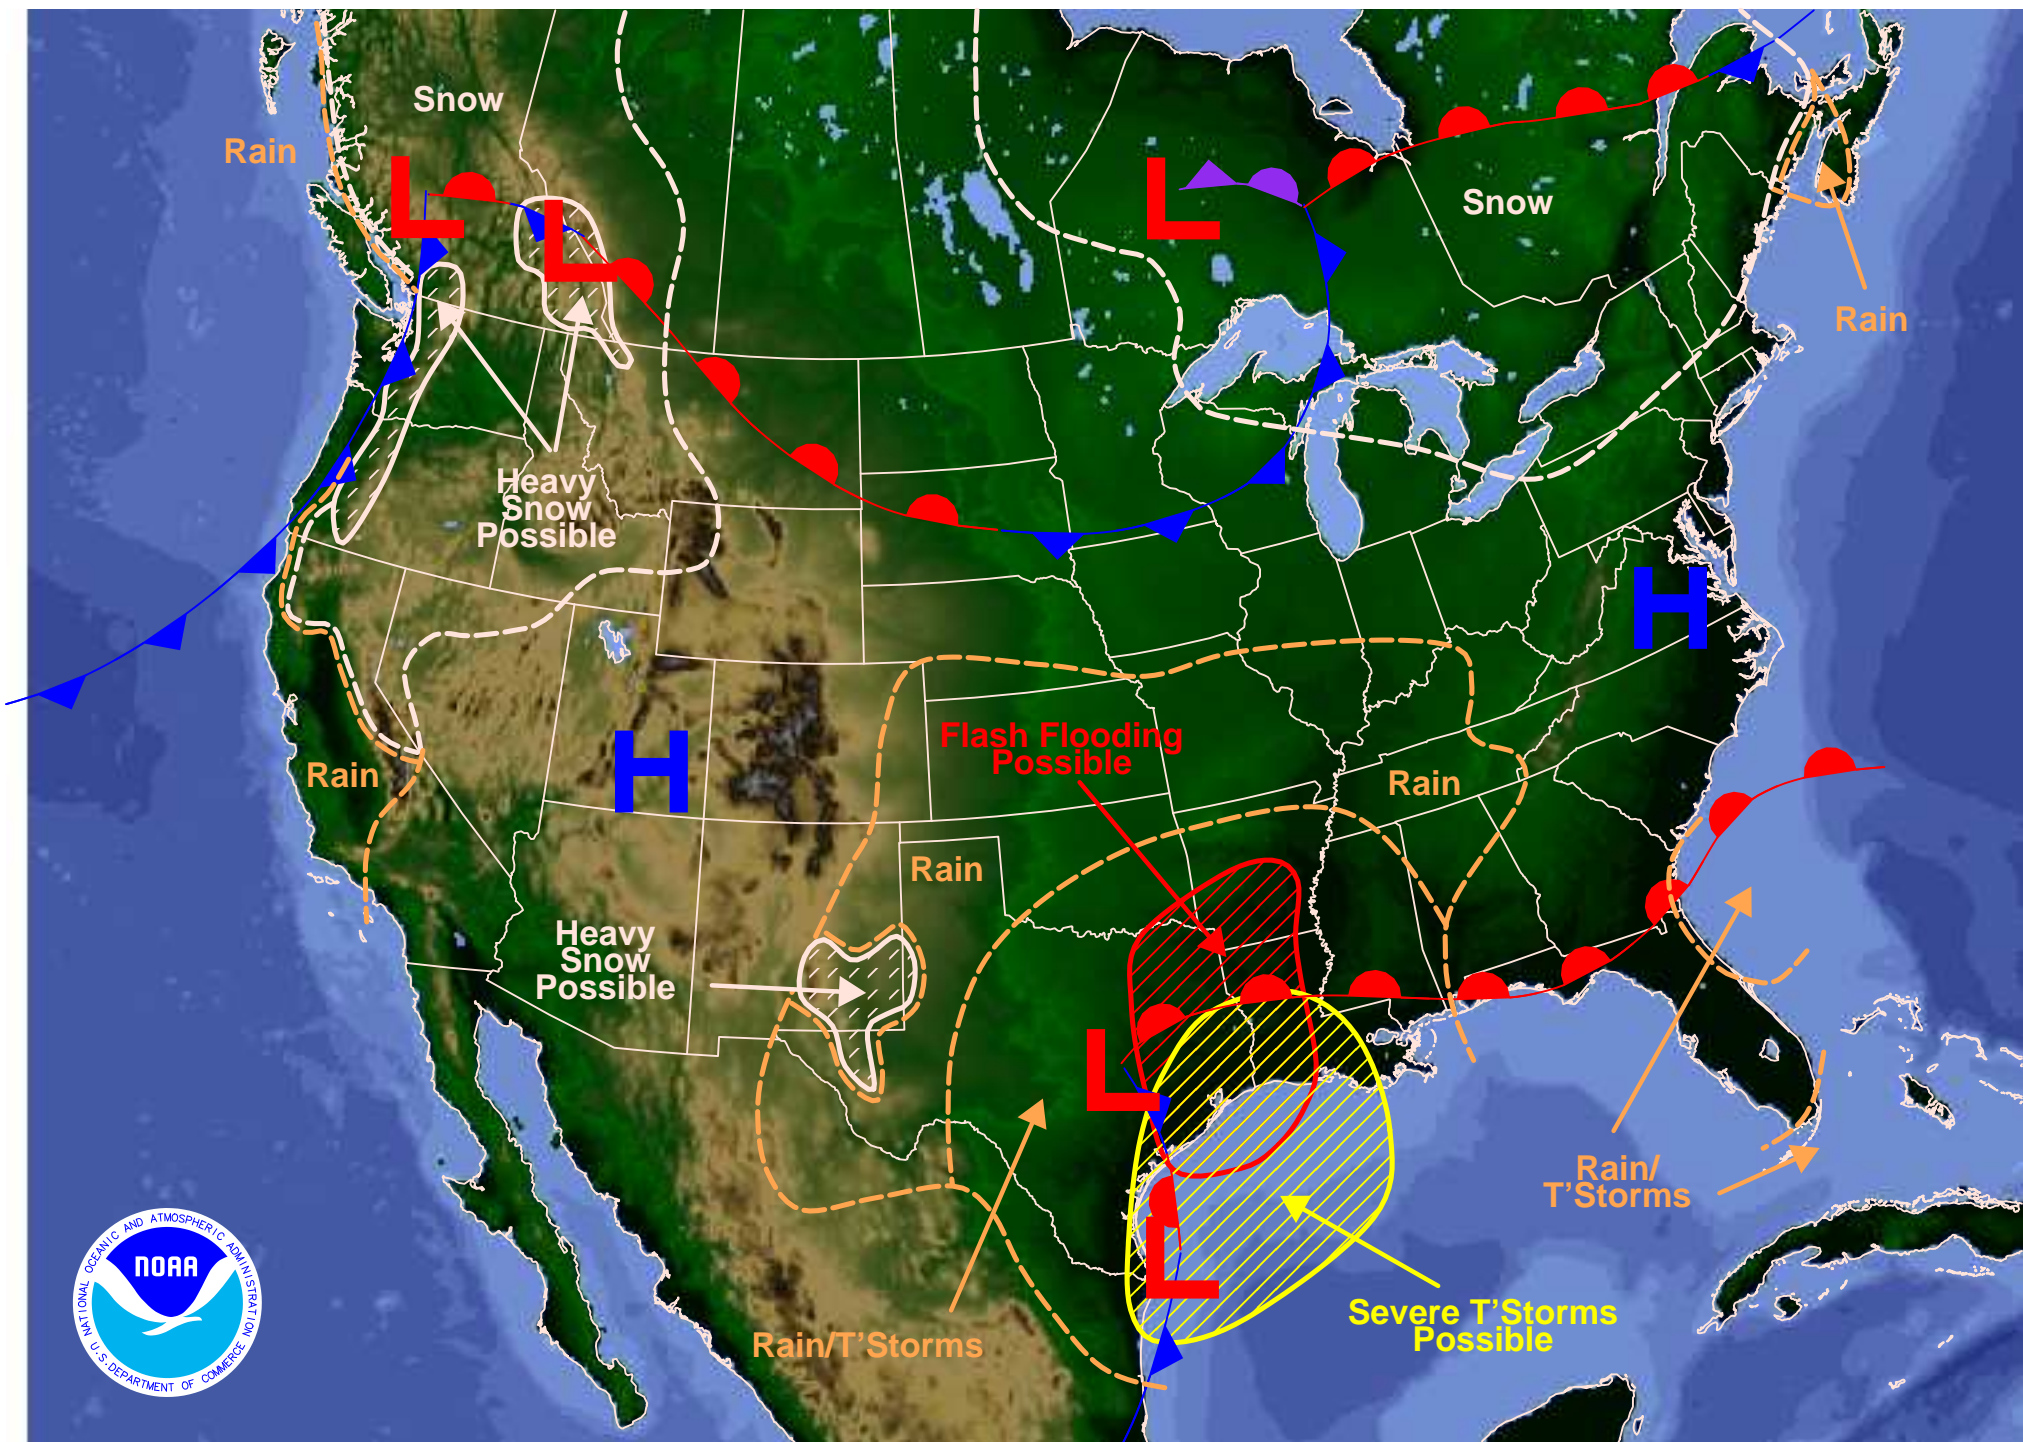 Snow
Rain
L
L
L
Snow
Rain
Heavy
Snow
Possible
H
H
Flash Flooding
Possible
Rain
Rain
Rain
Heavy
Snow
Possible
L
Rain/
T'Storms
L
Severe T'Storms
Possible
Rain/T'Storms
NATIONAL OCEANIC AND ATMOSPHERIC ADMINISTRATION
NOAA
U.S. DEPARTMENT OF COMMERCE